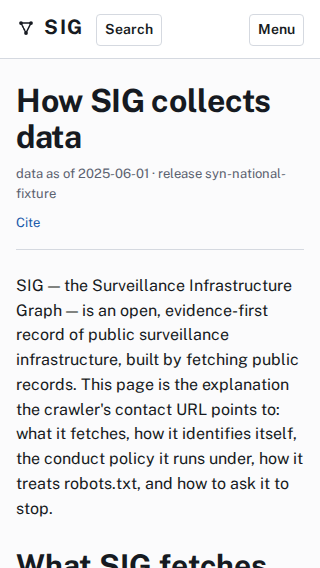 SIG
Search
Menu
How SIG collects
data
data as of 2025-06-01 · release syn-national-
fixture
Cite
SIG — the Surveillance Infrastructure
Graph — is an open, evidence-first
record of public surveillance
infrastructure, built by fetching public
records. This page is the explanation
the crawler's contact URL points to:
what it fetches, how it identifies itself,
the conduct policy it runs under, how it
treats robots.txt, and how to ask it to
stop.
What SIG fetches